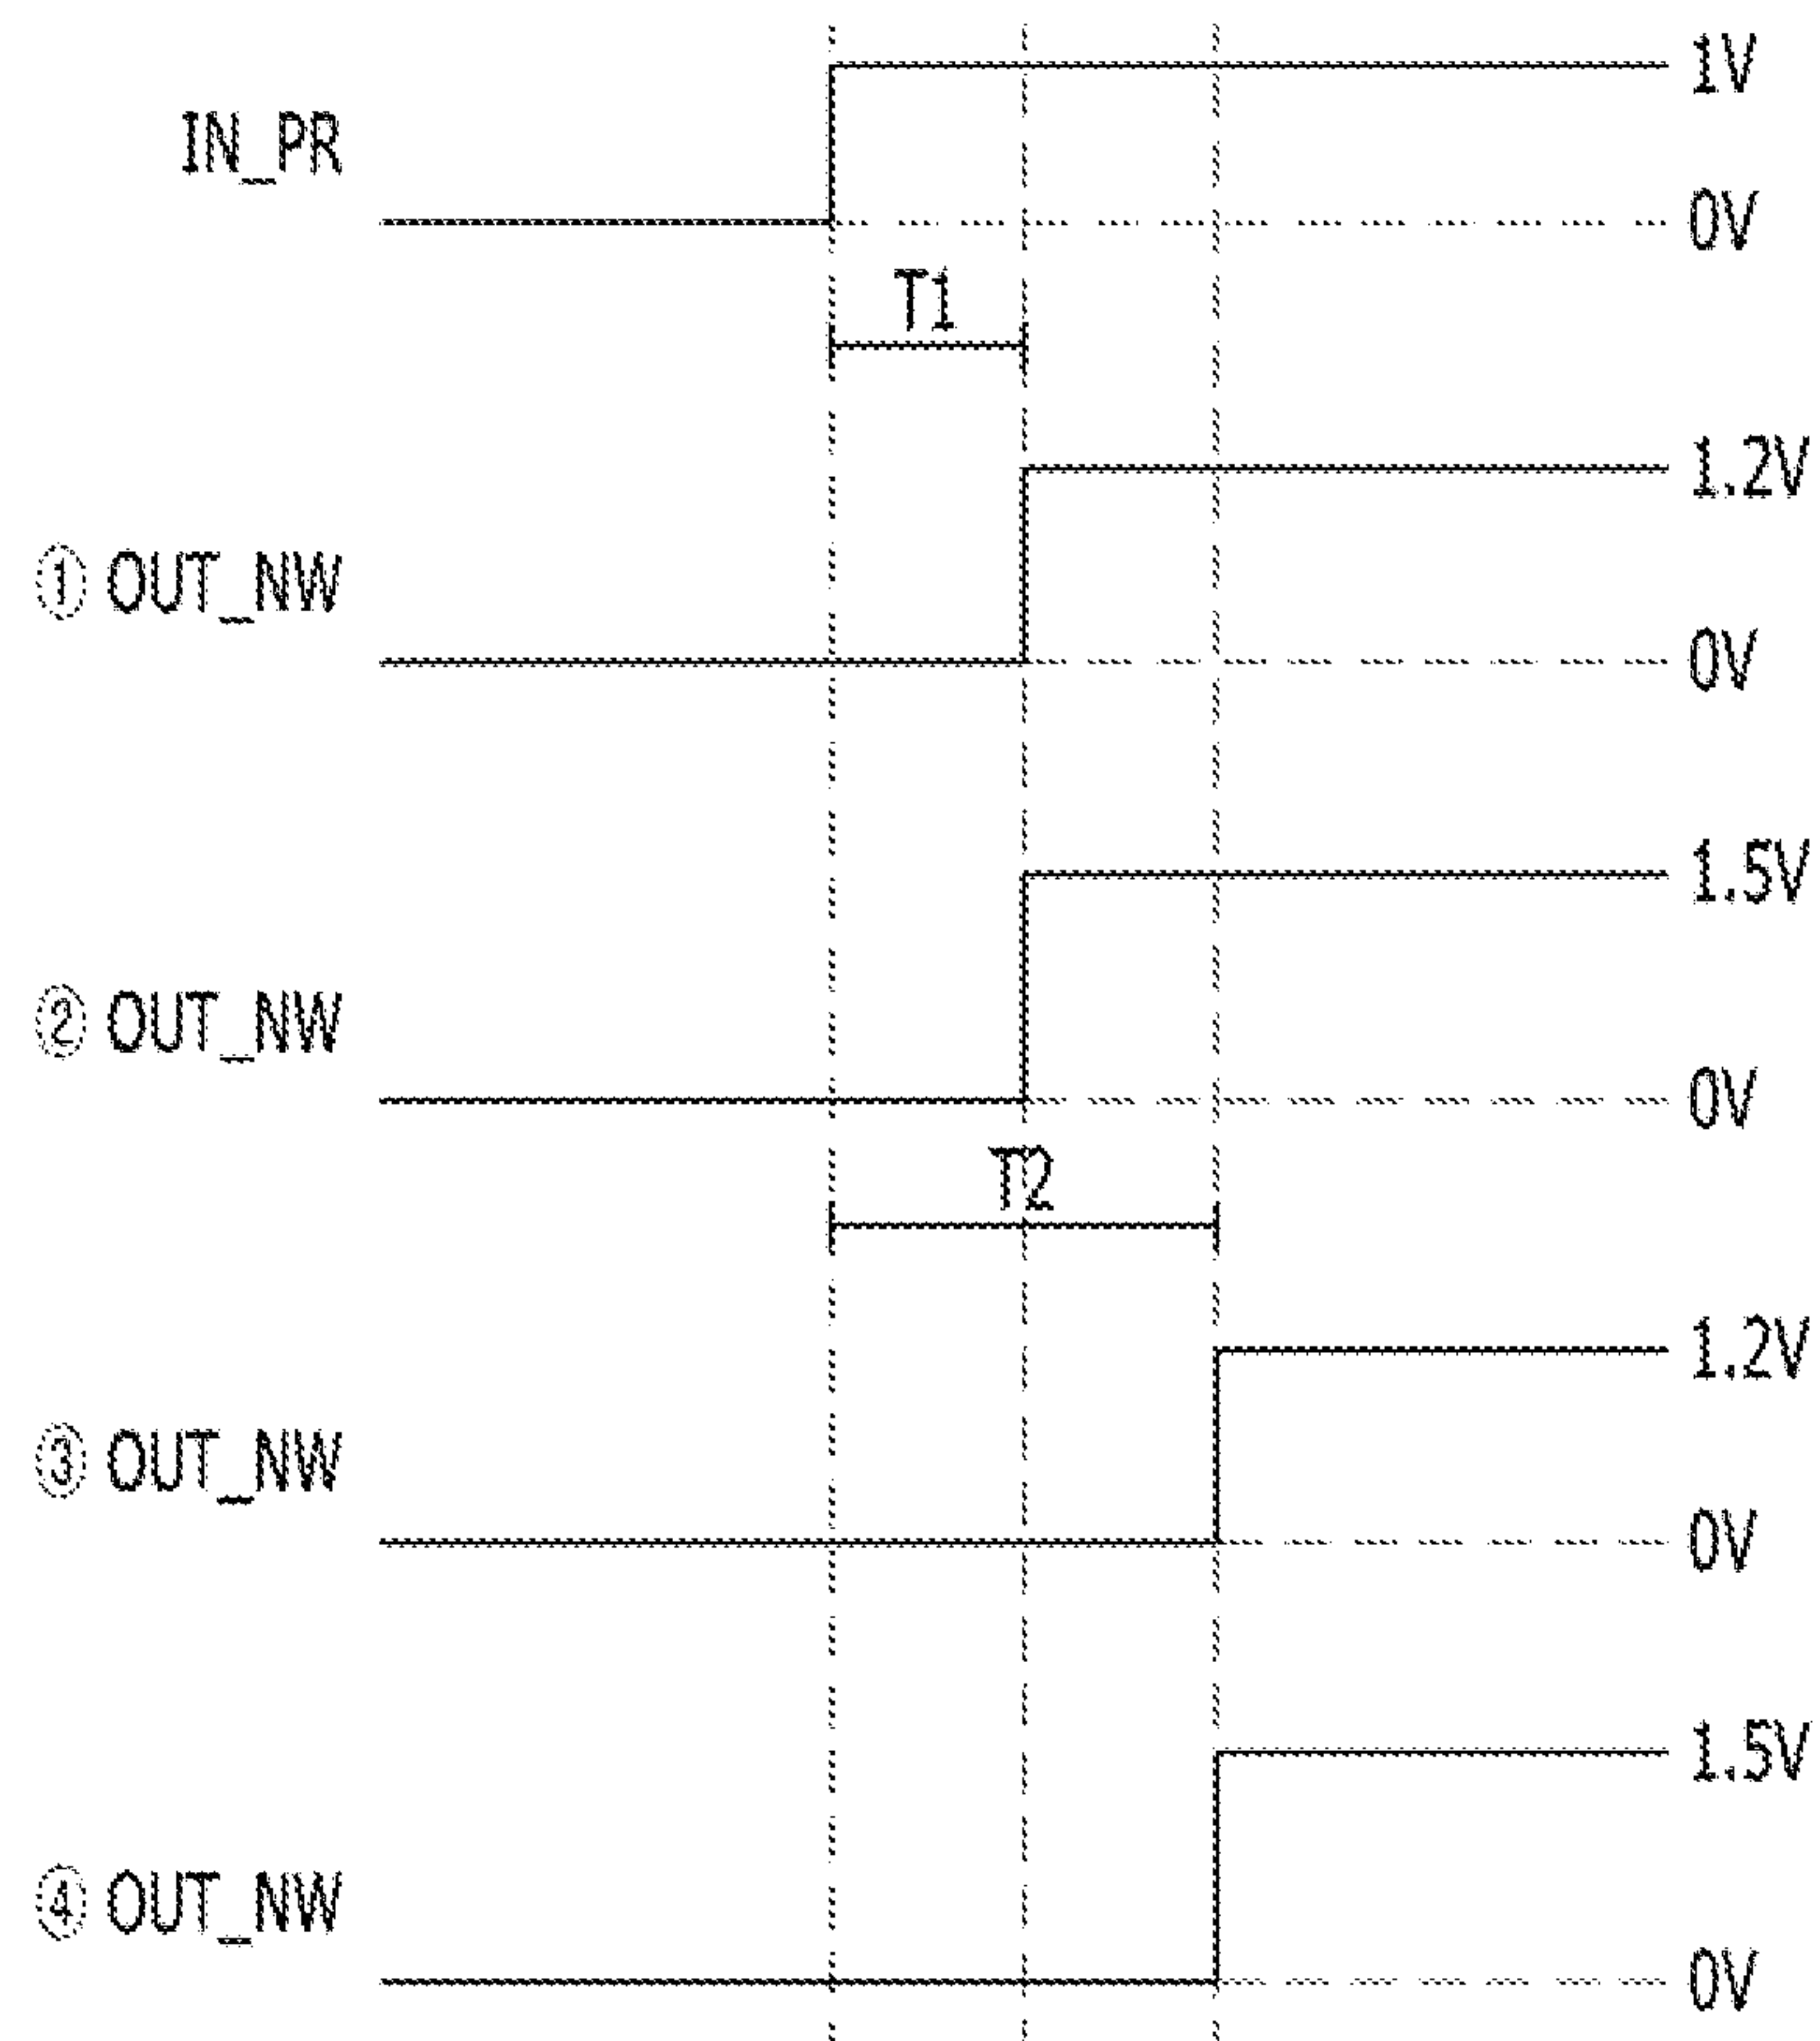 1V
IN_PR
0V
T1
1.2V
① OUT_NW
0V
1.5V
② OUT_NW
0V
T2
1.2V
③ OUT_NW
0V
1.5V
④ OUT_NW
0V